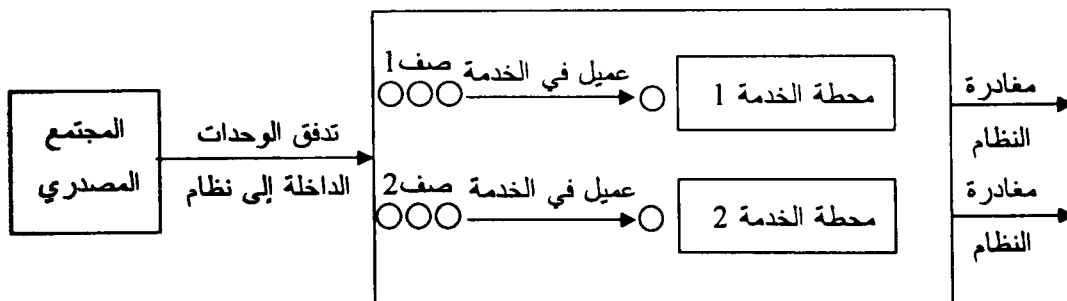 صف1
عميل في الخدمة
محطة الخدمة 1
مغادرة
النظام
المجتمع
المصدري
تدفق الوحدات
الداخلة إلى نظام
صف2
عميل في الخدمة
محطة الخدمة 2
مغادرة
النظام